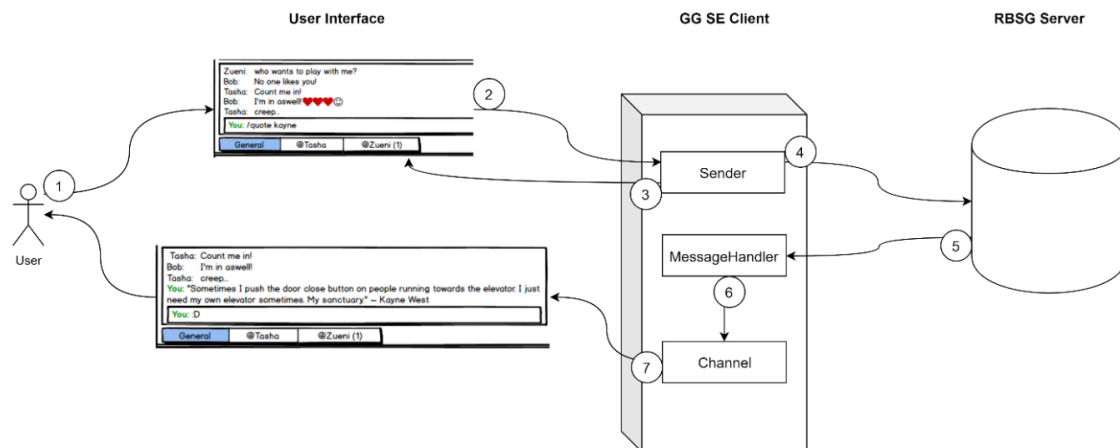 User Interface
GG SE Client
RBSG Server
Zueni: who wants to play with me?
Bob: No one likes you!
Tasha: Count me in!
Bob: I'm in aswell!❤❤❤☺
Tasha: creep..
You: /quote kayne
General @Tasha @Zueni (1)
1
2
3
4
Sender
User
5
MessageHandler
6
7
Channel
Tasha: Count me in!
Bob: I'm in aswell!
Tasha: creep..
You: "Sometimes I push the door close button on people running towards the elevator. I just
need my own elevator sometimes. My sanctuary." – Kayne West
You: :D
General @Tasha @Zueni (1)